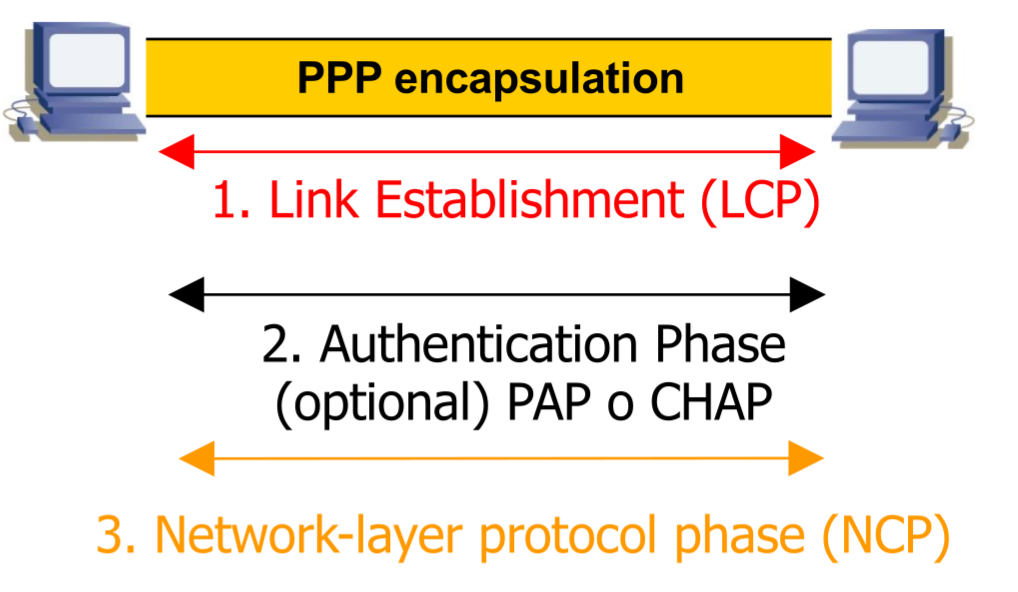 PPP encapsulation
1. Link Establishment (LCP)
2. Authentication Phase
(optional) PAP o CHAP
3. Network-layer protocol phase (NCP)